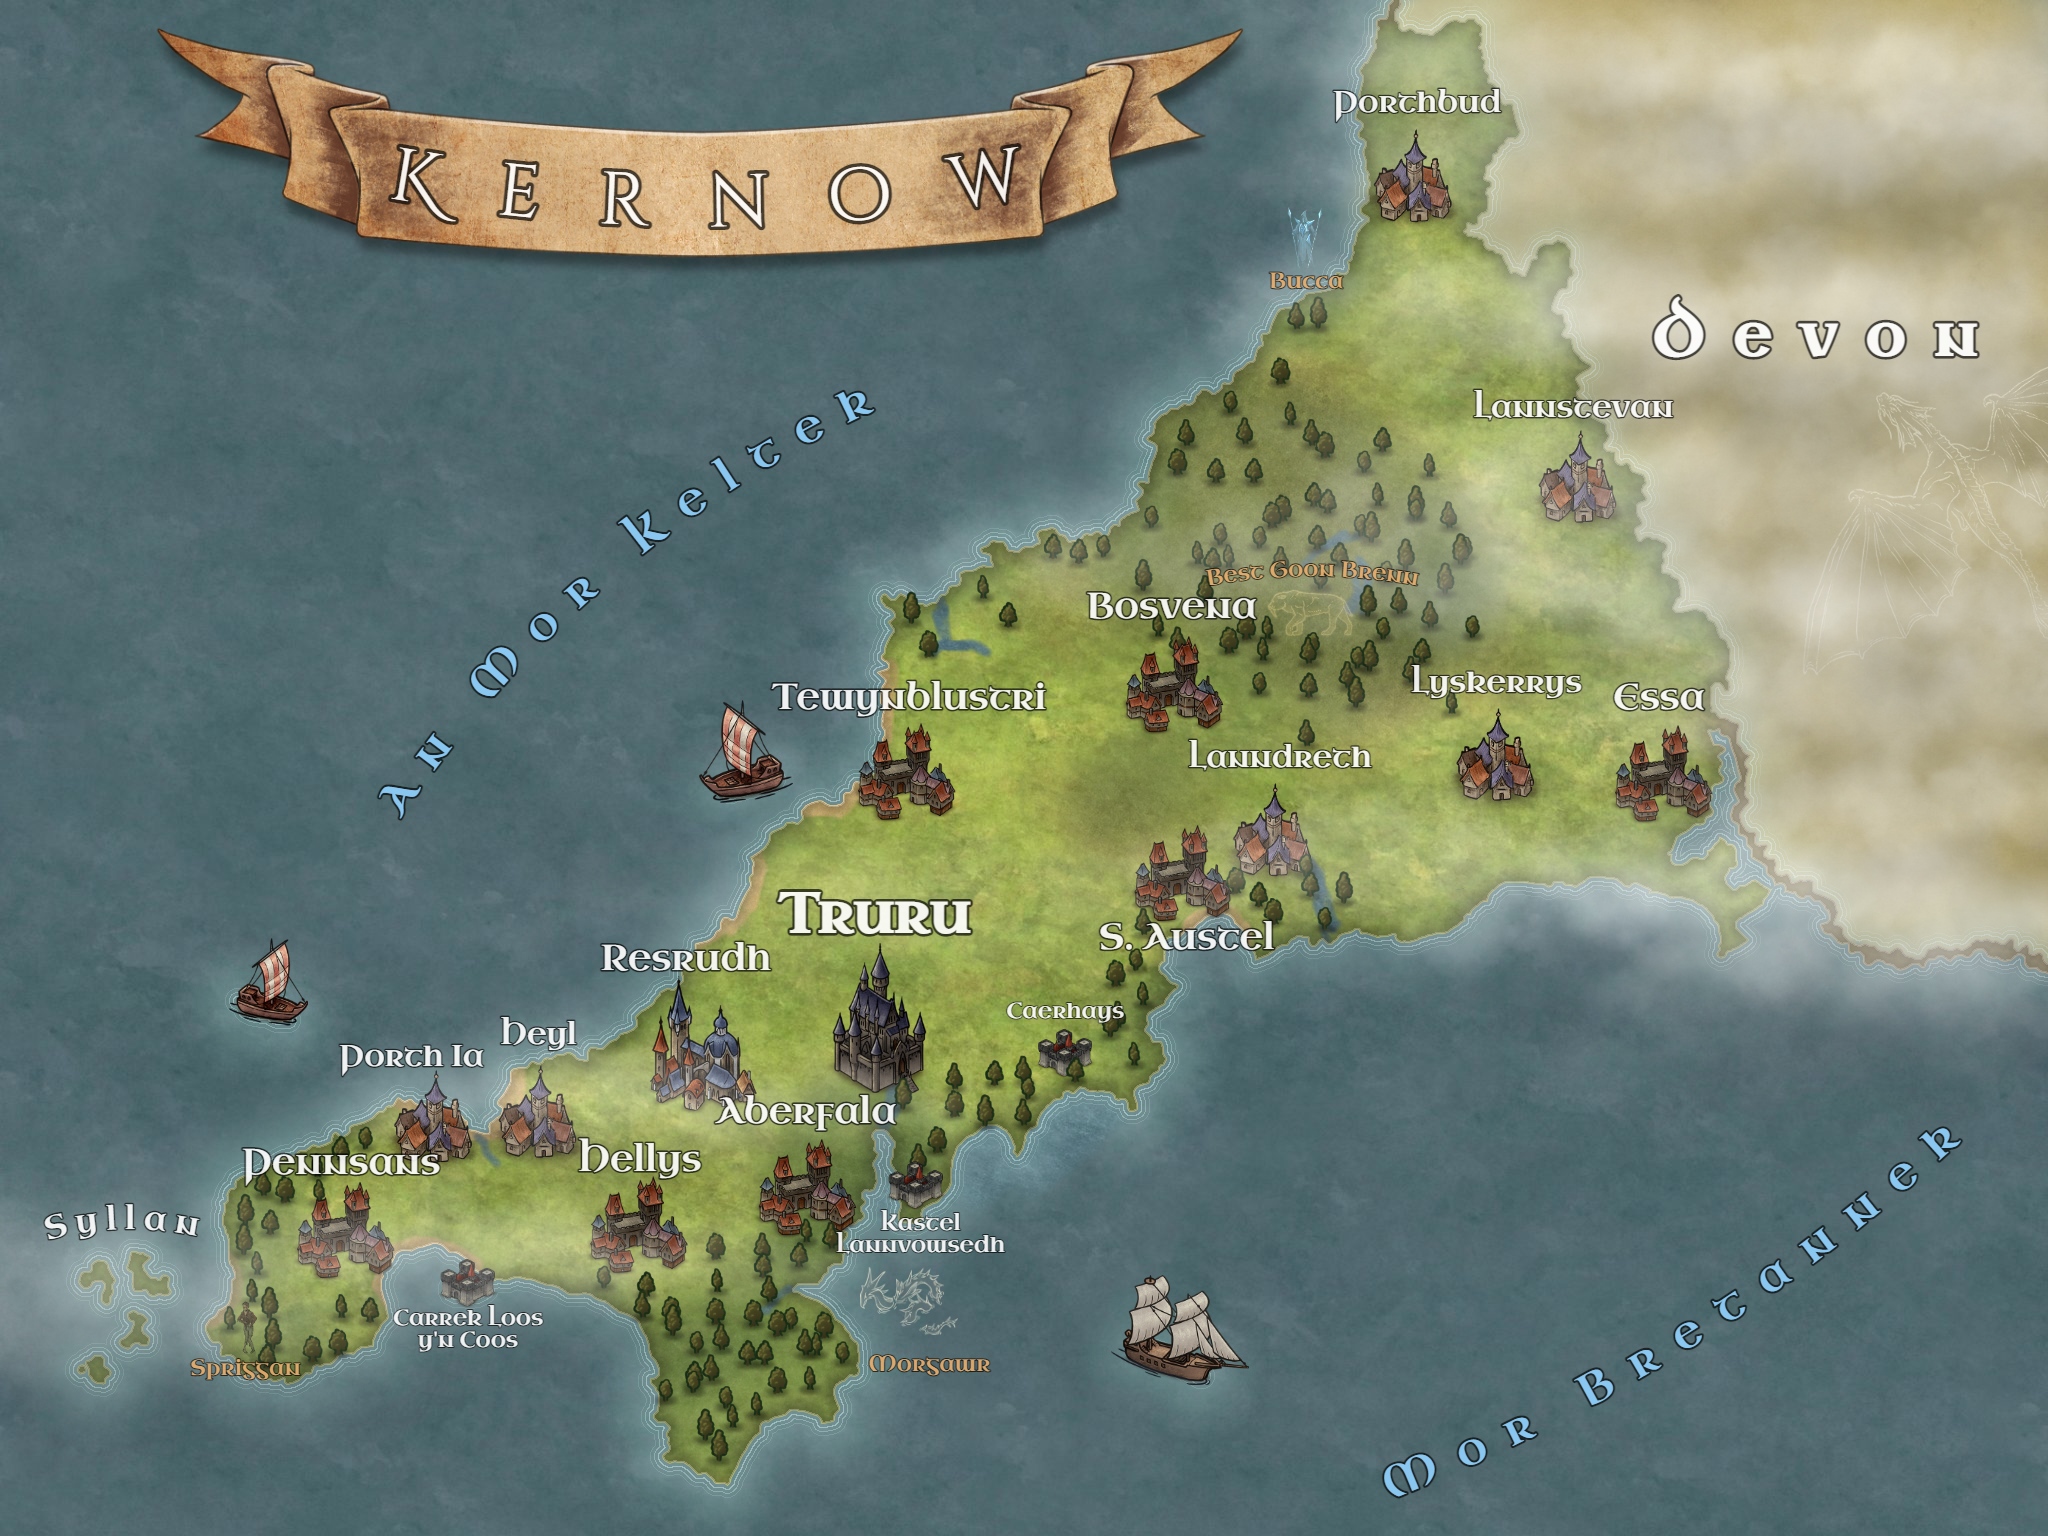 KERNOW
Porthbud
Bucca
Devon
Lannstevan
An Mor Kelter
Best Goon Brenn
Bosvena
Tewynblustri
Lyskerrys
Essa
Lanndreth
Truru
S. Austel
Resrudh
Caerhays
Heyl
Porth Ia
Aberfala
Pennsans
Hellys
Syllan
Kastel
Lannvowsedh
Carrek Loos
y'n Coos
Spriggan
Morgawr
Mor Bretannek